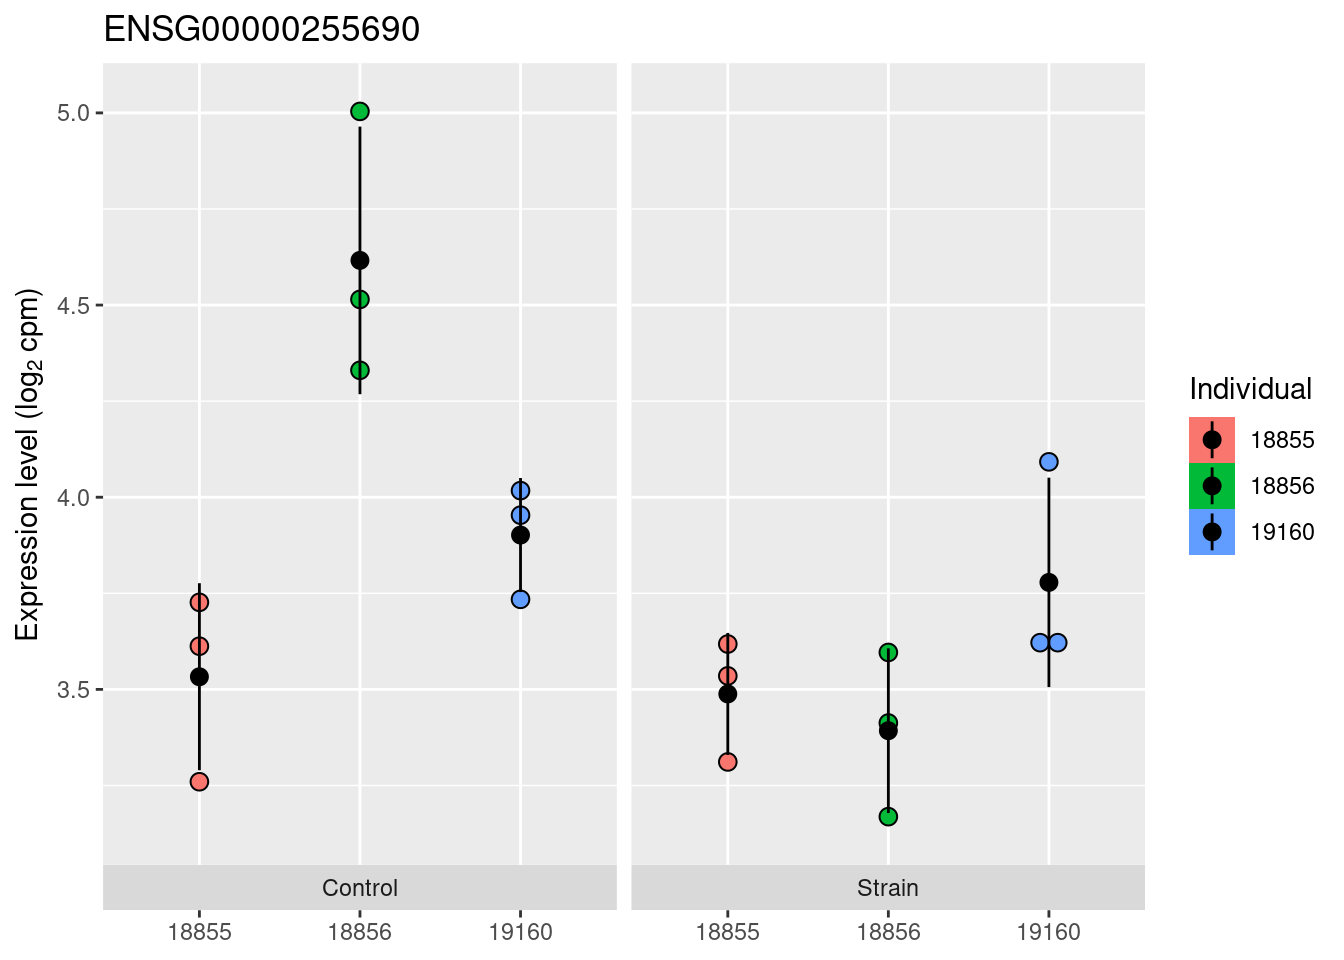 ENSG00000255690
Expression level (log₂ cpm)
5.0
4.5
4.0
3.5
Control
Strain
18855
18856
19160
18855
18856
19160
Individual
18855
18856
19160